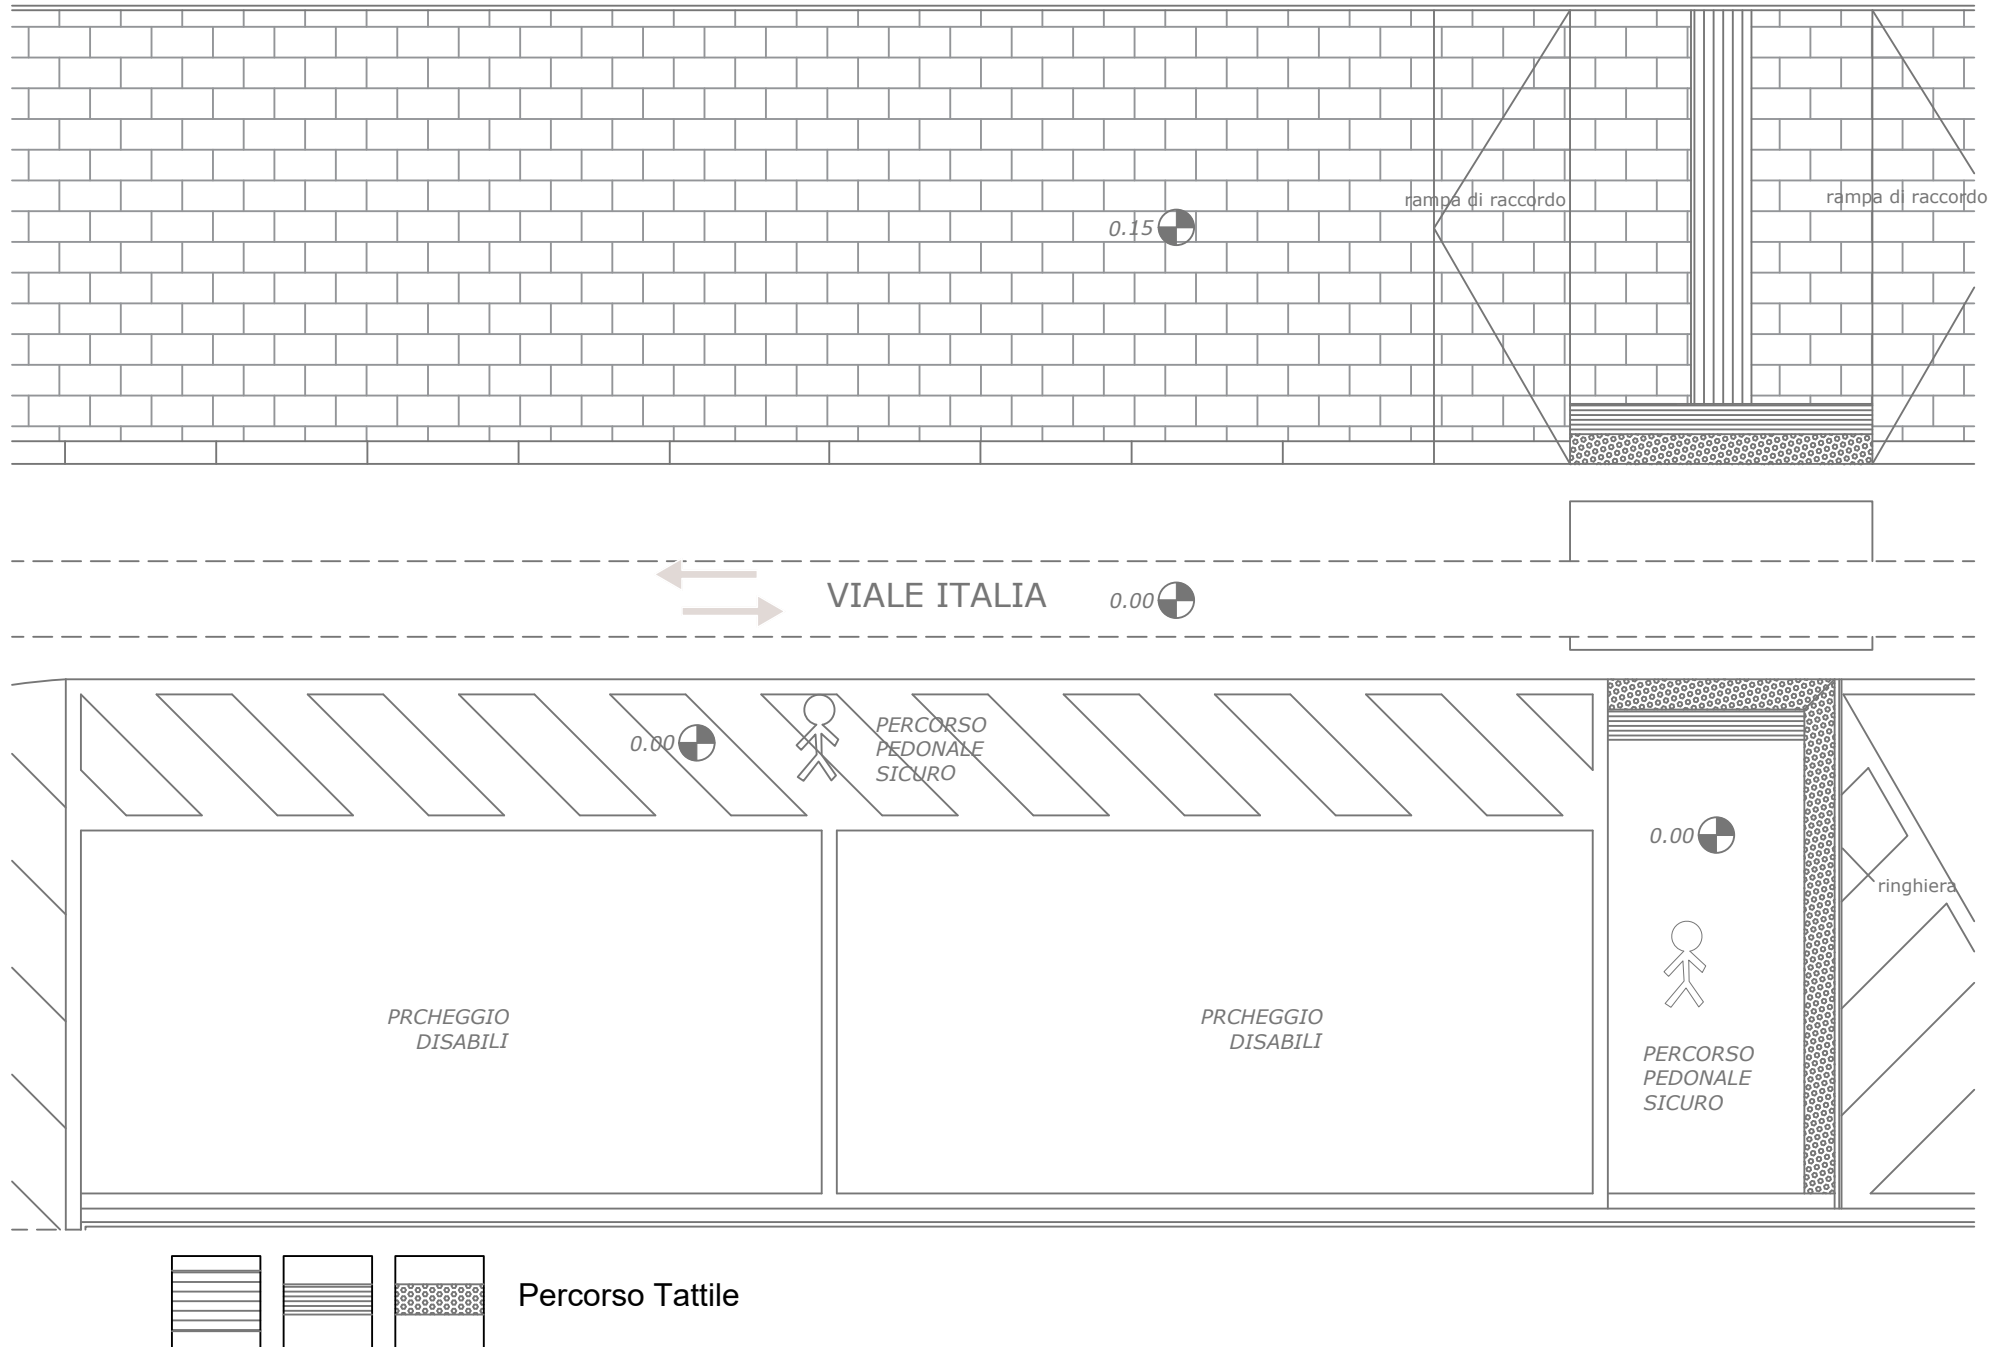 rampa di raccordo
rampa di raccordo
0.15
VIALE ITALIA
0.00
0.00
PERCORSO
PEDONALE
SICURO
0.00
ringhiera
PRCHEGGIO
DISABILI
PRCHEGGIO
DISABILI
PERCORSO
PEDONALE
SICURO
Percorso Tattile